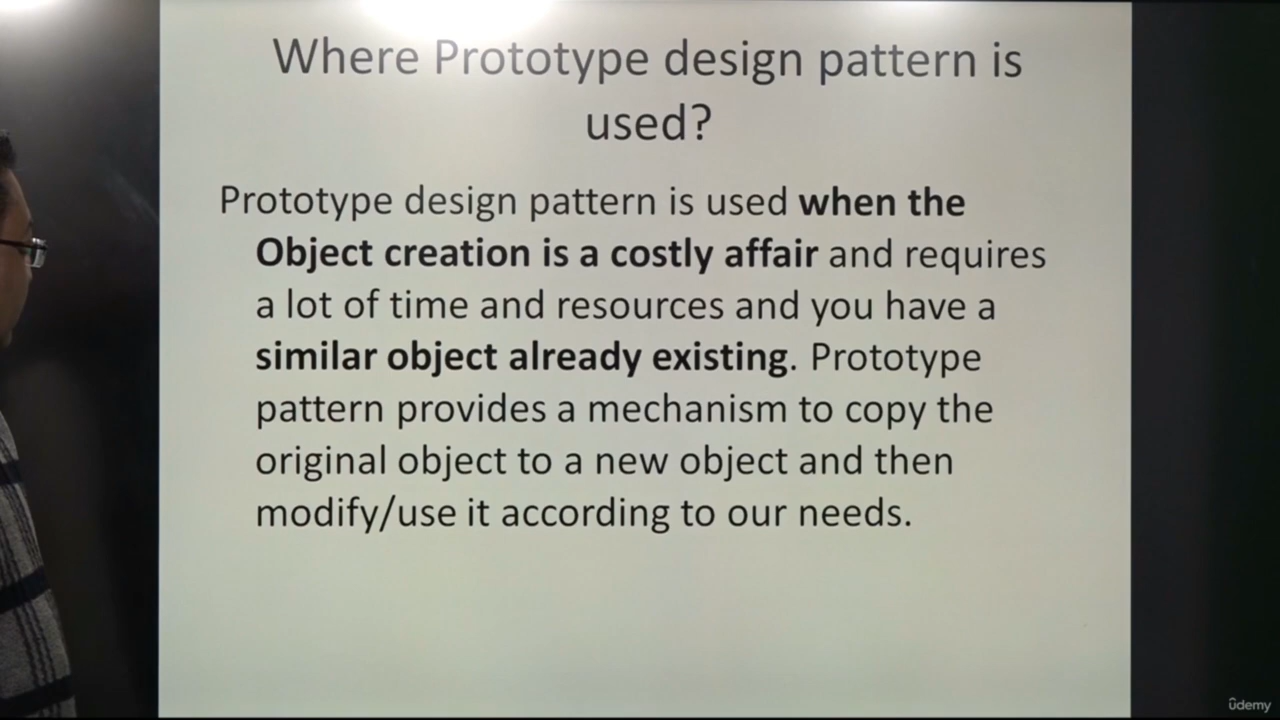 Where Prototype design pattern is
used?
Prototype design pattern is used when the
Object creation is a costly affair and requires
a lot of time and resources and you have a
similar object already existing. Prototype
pattern provides a mechanism to copy the
original object to a new object and then
modify/use it according to our needs.
ûdemy